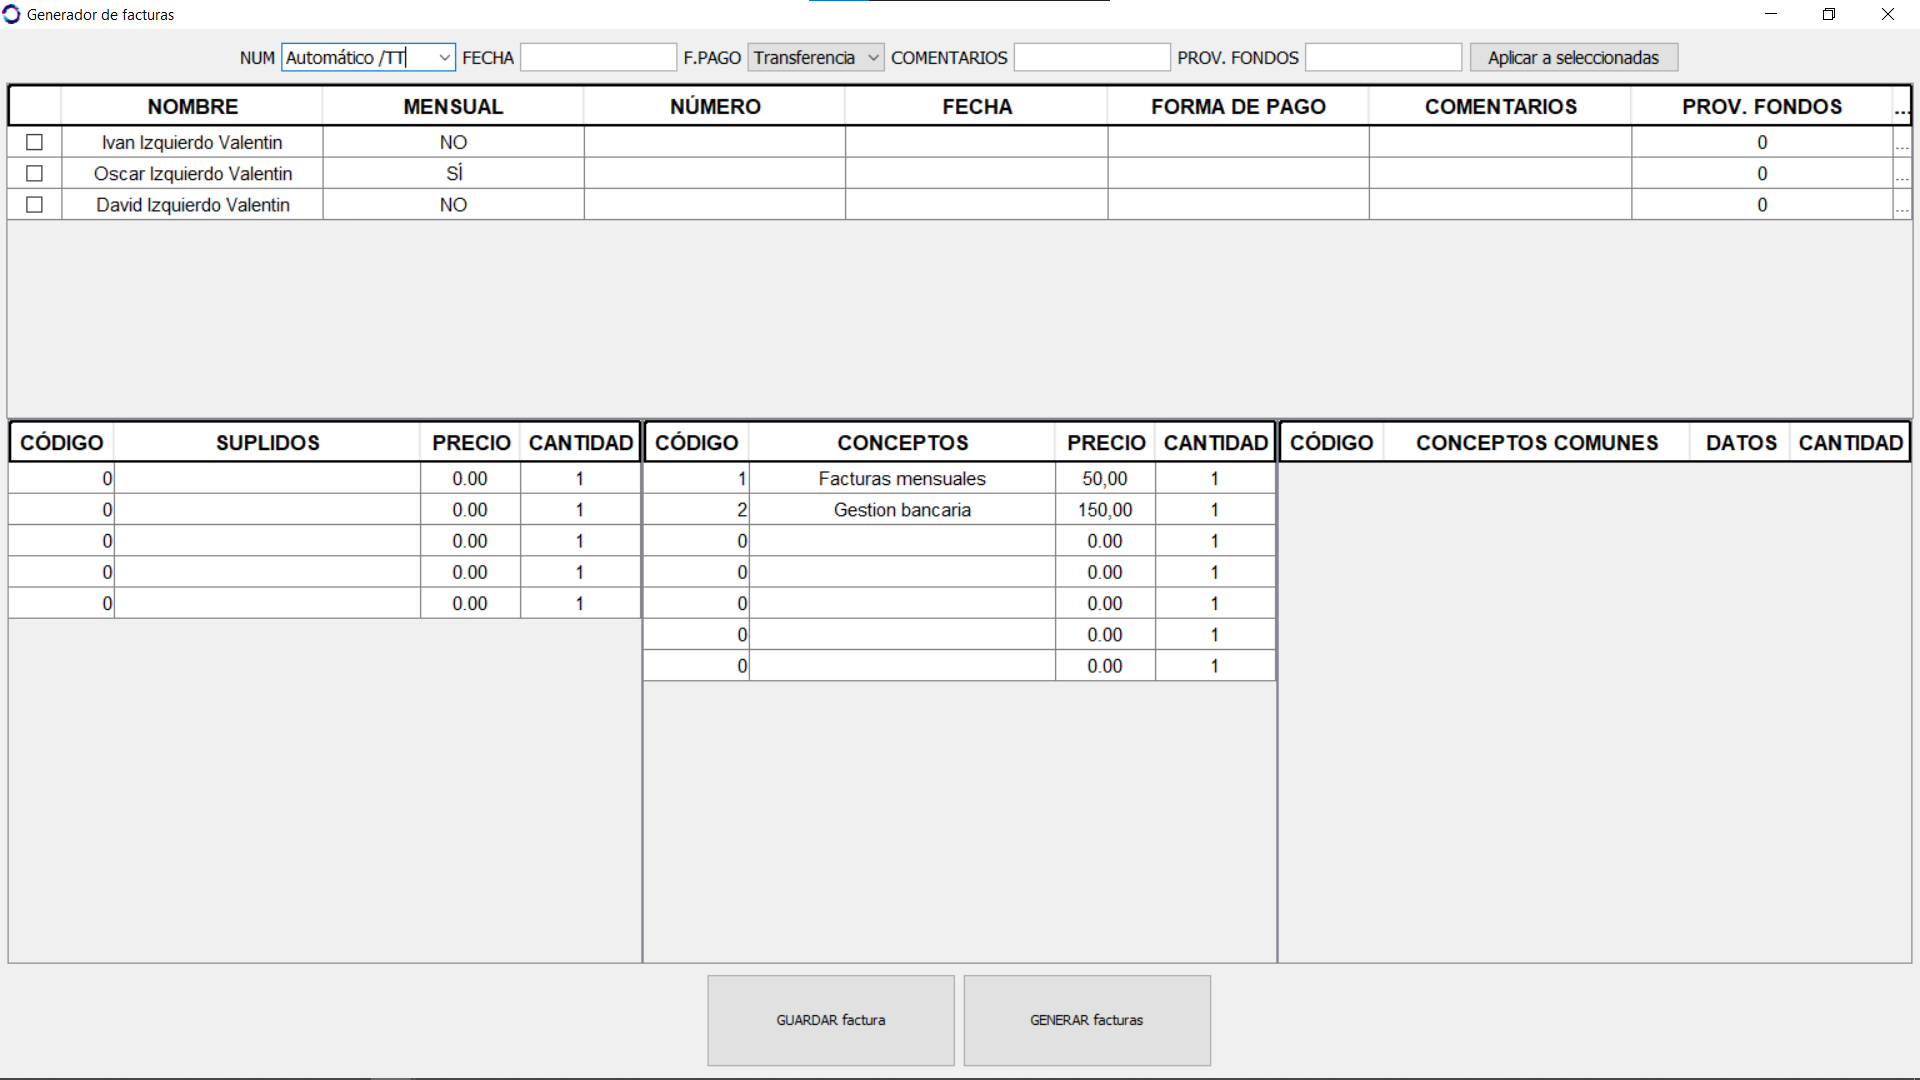 Generador de facturas
NUM Automático /TT FECHA F.PAGO Transferencia COMENTARIOS PROV. FONDOS Aplicar a seleccionadas
NOMBRE MENSUAL NÚMERO FECHA FORMA DE PAGO COMENTARIOS PROV. FONDOS ...
Ivan Izquierdo Valentin NO 0 ...
Oscar Izquierdo Valentin SÍ 0 ...
David Izquierdo Valentin NO 0 ...
CÓDIGO SUPLIDOS PRECIO CANTIDAD
0 0.00 1
0 0.00 1
0 0.00 1
0 0.00 1
0 0.00 1
CÓDIGO CONCEPTOS PRECIO CANTIDAD
1 Facturas mensuales 50,00 1
2 Gestion bancaria 150,00 1
0 0.00 1
0 0.00 1
0 0.00 1
0 0.00 1
0 0.00 1
CÓDIGO CONCEPTOS COMUNES DATOS CANTIDAD
GUARDAR factura GENERAR facturas